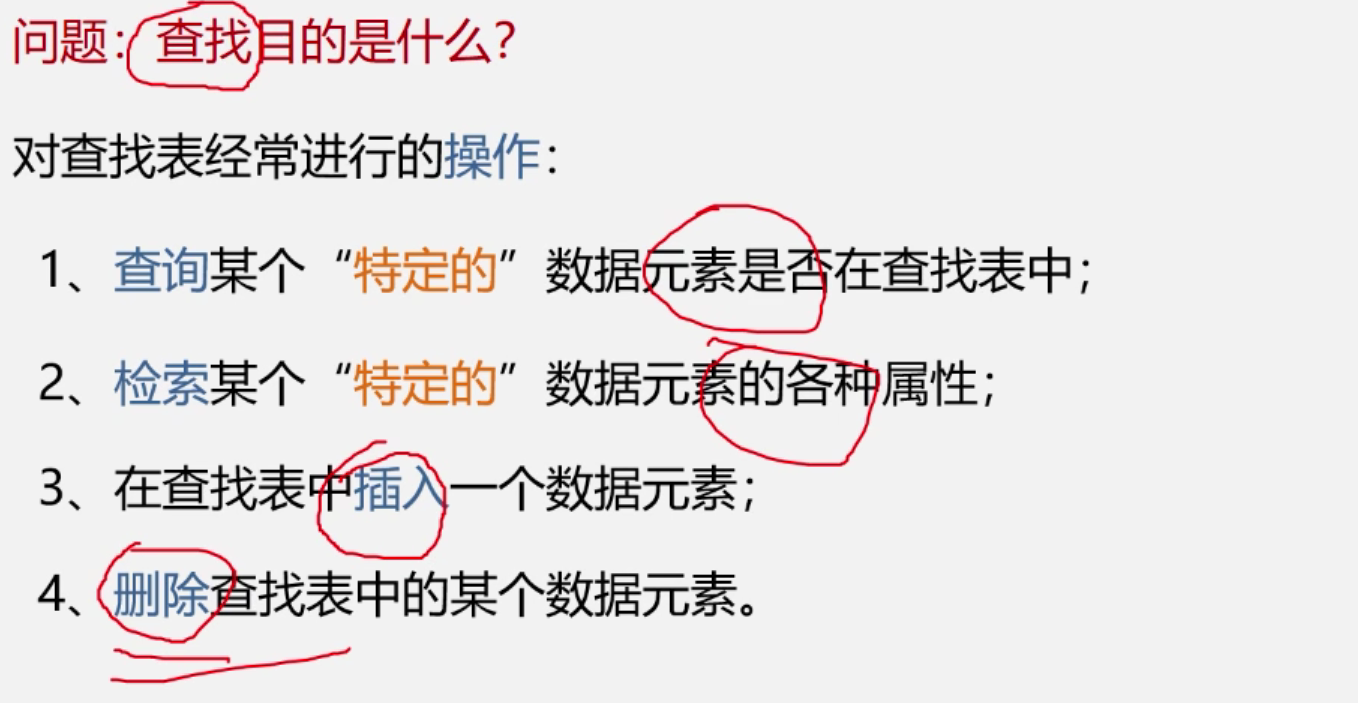 问题：查找目的是什么？
对查找表经常进行的操作：
1、查询某个“特定的”数据元素是否在查找表中；
2、检索某个“特定的”数据元素的各种属性；
3、在查找表中插入一个数据元素；
4、删除查找表中的某个数据元素。